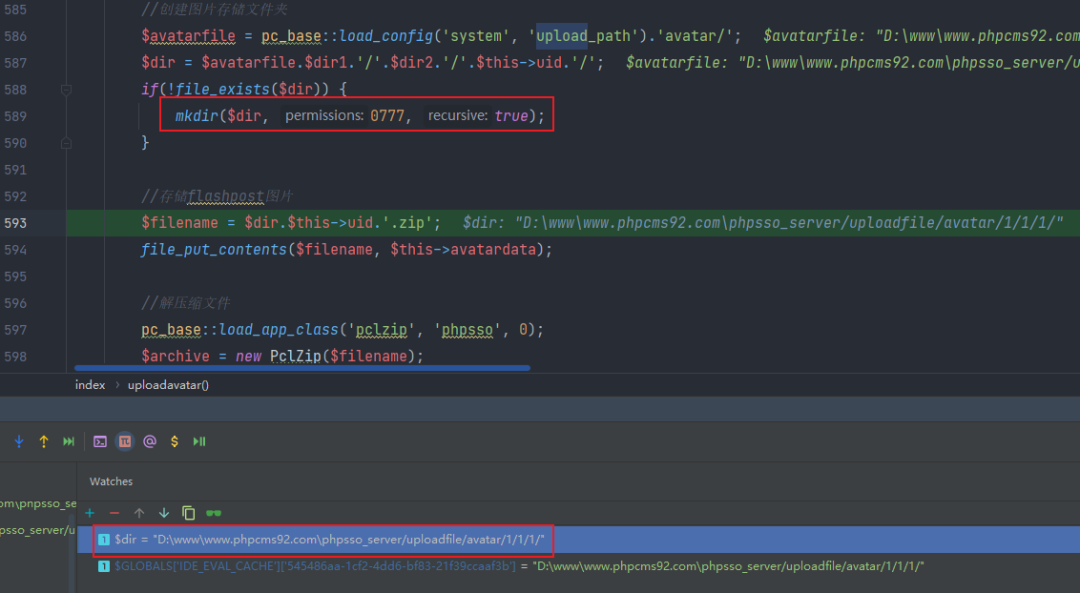 585 //创建图片存储文件夹
586 $avatarfile = pc_base::load_config('system', 'upload_path').'avatar/'; $avatarfile: "D:\www\www.phpcms92.com
587 $dir = $avatarfile.$dir1.'/'.$dir2.'/'.$this->uid.'/'; $avatarfile: "D:\www\www.phpcms92.com\phpsso_server/u
588 if(!file_exists($dir)) {
589 mkdir($dir, permissions: 0777, recursive: true);
590 }
591
592 //存储flashpost图片
593 $filename = $dir.$this->uid.'.zip'; $dir: "D:\www\www.phpcms92.com\phpsso_server/uploadfile/avatar/1/1/1/"
594 file_put_contents($filename, $this->avatardata);
595
596 //解压缩文件
597 pc_base::load_app_class('pclzip', 'phpsso', 0);
598 $archive = new PclZip($filename);
index › uploadavatar()
Watches
om\phpsso_se
$dir = "D:\www\www.phpcms92.com\phpsso_server/uploadfile/avatar/1/1/1/"
psso_server/u
$GLOBALS['IDE_EVAL_CACHE']['545486aa-1cf2-4dd6-bf83-21f39ccaaf3b'] = "D:\www\www.phpcms92.com\phpsso_server/uploadfile/avatar/1/1/1/"